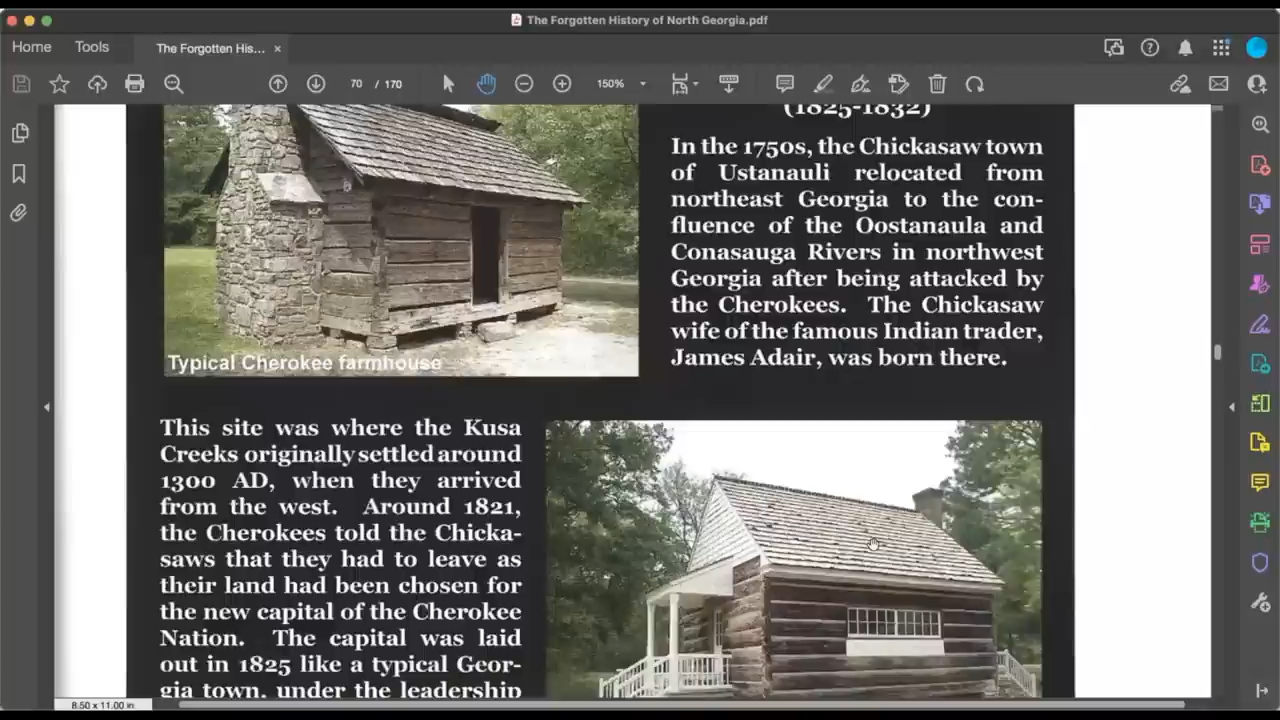 The Forgotten History of North Georgia.pdf
Home
Tools
The Forgotten His...
70 / 170
150%
(1825-1832)
In the 1750s, the Chickasaw town
of Ustanauli relocated from
northeast Georgia to the con-
fluence of the Oostanaula and
Conasauga Rivers in northwest
Georgia after being attacked by
the Cherokees. The Chickasaw
wife of the famous Indian trader,
James Adair, was born there.
Typical Cherokee farmhouse
This site was where the Kusa
Creeks originally settled around
1300 AD, when they arrived
from the west. Around 1821,
the Cherokees told the Chicka-
saws that they had to leave as
their land had been chosen for
the new capital of the Cherokee
Nation. The capital was laid
out in 1825 like a typical Geor-
gia town, under the leadership
8.50 x 11.00 in